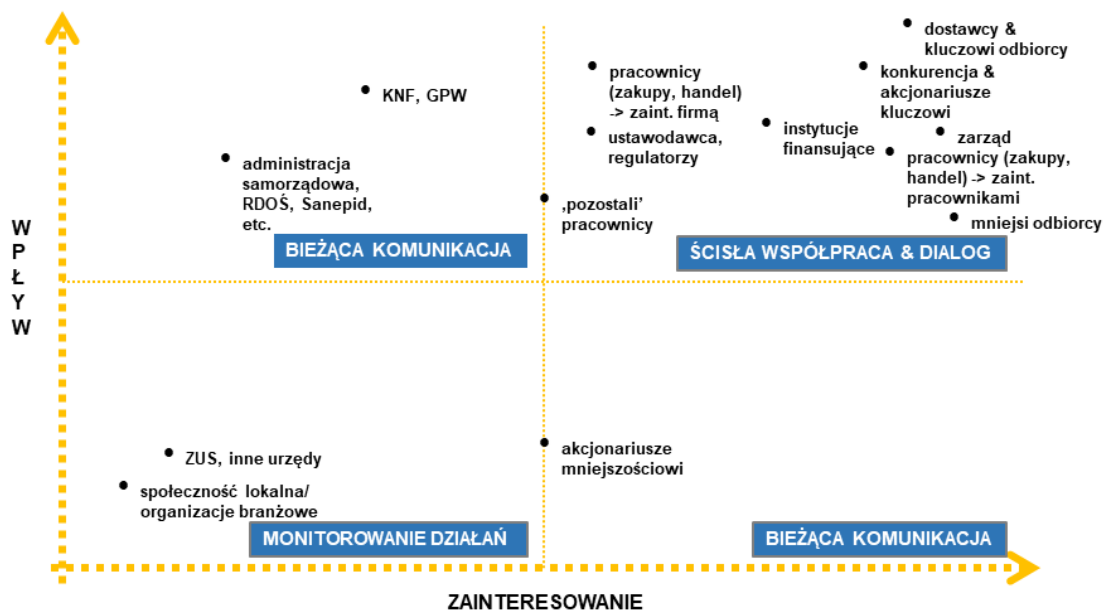 dostawcy &
kluczowi odbiorcy
pracownicy
(zakupy, handel)
-> zaint. firmą
konkurencja &
akcjonariusze
kluczowi
KNF, GPW
instytucje
finansujące
ustawodawca,
regulatorzy
zarząd
pracownicy (zakupy,
handel) -> zaint.
pracownikami
administracja
samorządowa,
RDOŚ, Sanepid,
etc.
‚pozostali’
pracownicy
mniejsi odbiorcy
WPŁYW
BIEŻĄCA KOMUNIKACJA
ŚCISŁA WSPÓŁPRACA & DIALOG
akcjonariusze
mniejszościowi
ZUS, inne urzędy
społeczność lokalna/
organizacje branżowe
MONITOROWANIE DZIAŁAŃ
BIEŻĄCA KOMUNIKACJA
ZAINTERESOWANIE